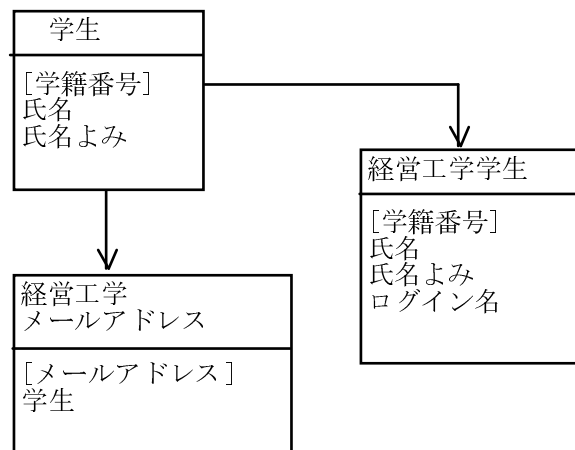 学生
[学籍番号]
氏名
氏名よみ
経営工学学生
[学籍番号]
氏名
氏名よみ
ログイン名
経営工学
メールアドレス
[メールアドレス]
学生